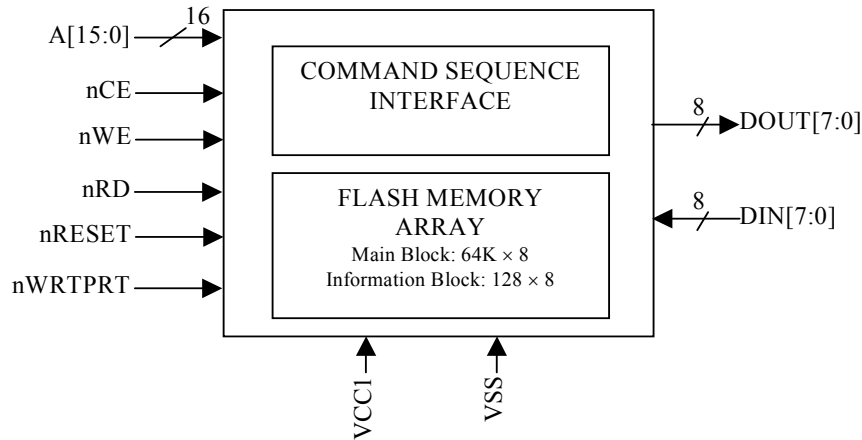 16
A[15:0]
nCE
nWE
nRD
nRESET
nWRTPRT
COMMAND SEQUENCE
INTERFACE
FLASH MEMORY
ARRAY
Main Block: 64K × 8
Information Block: 128 × 8
8
DOUT[7:0]
8
DIN[7:0]
VCC1
VSS